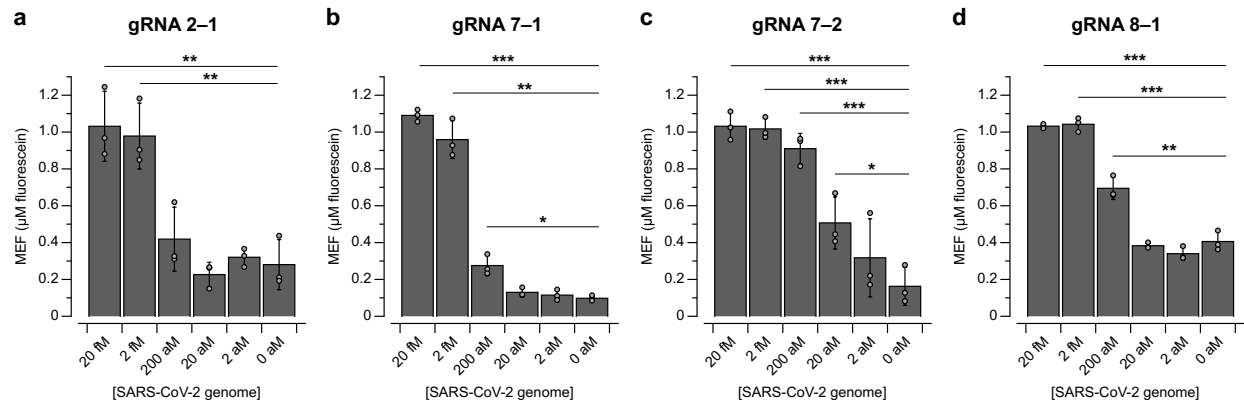 a
gRNA 2–1
**
**
MEF (µM fluorescein)
1.2
1.0
0.8
0.6
0.4
0.2
0
20 fM
2 fM
200 aM
20 aM
2 aM
0 aM
[SARS-CoV-2 genome]
b
gRNA 7–1
***
**
*
MEF (µM fluorescein)
1.2
1.0
0.8
0.6
0.4
0.2
0
20 fM
2 fM
200 aM
20 aM
2 aM
0 aM
[SARS-CoV-2 genome]
c
gRNA 7–2
***
***
***
*
MEF (µM fluorescein)
1.2
1.0
0.8
0.6
0.4
0.2
0
20 fM
2 fM
200 aM
20 aM
2 aM
0 aM
[SARS-CoV-2 genome]
d
gRNA 8–1
***
***
**
MEF (µM fluorescein)
1.2
1.0
0.8
0.6
0.4
0.2
0
20 fM
2 fM
200 aM
20 aM
2 aM
0 aM
[SARS-CoV-2 genome]